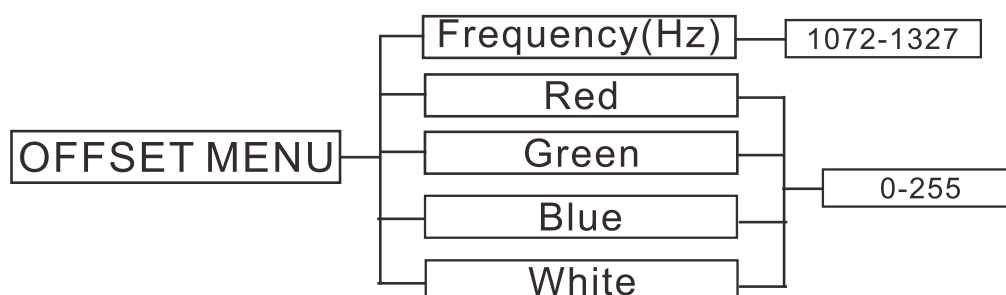 OFFSET MENU
Frequency(Hz)
1072-1327
Red
Green
Blue
White
0-255